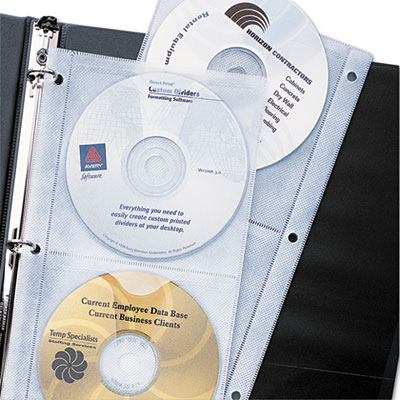 HORIZON CONTRACTORS
Rental Equipm
Cabinets
Concrete
Dry Wall
Electrical
Flooring
mbing
Direct Print
Custom Dividers
Formatting Software
AVERY
Software
Version 3.0
Everything you need to
easily create custom printed
dividers at your desktop.
Current Employee Data Base
Current Business Clients
Temp Specialists
Staffing Services